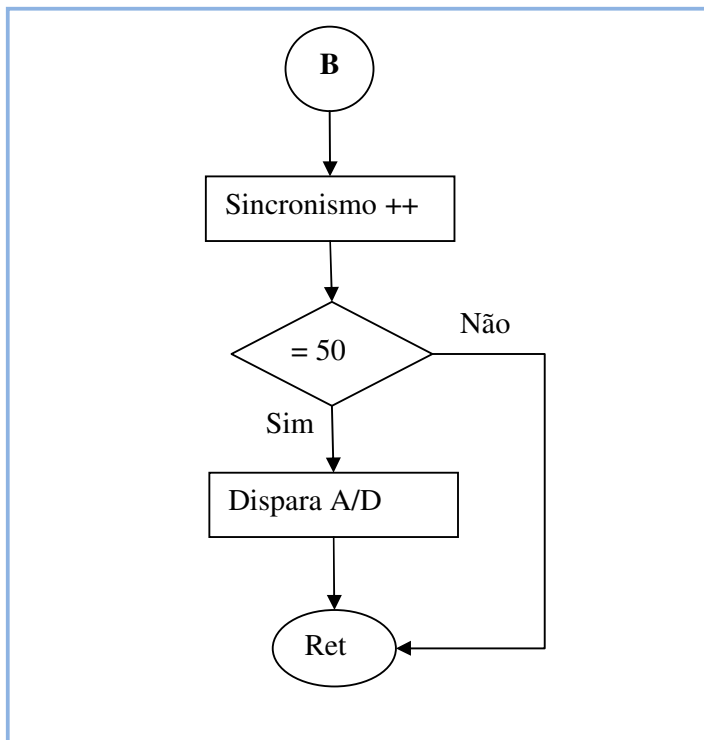 B
Sincronismo ++
= 50
Não
Sim
Dispara A/D
Ret